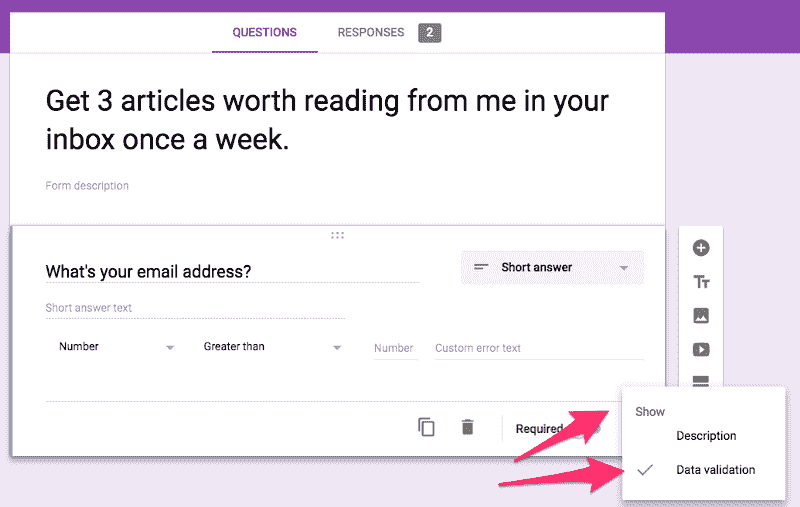 QUESTIONS RESPONSES 2
Get 3 articles worth reading from me in your
inbox once a week.
Form description
What's your email address?
Short answer
Short answer text
Number Greater than Number Custom error text
Required
Show
Description
Data validation